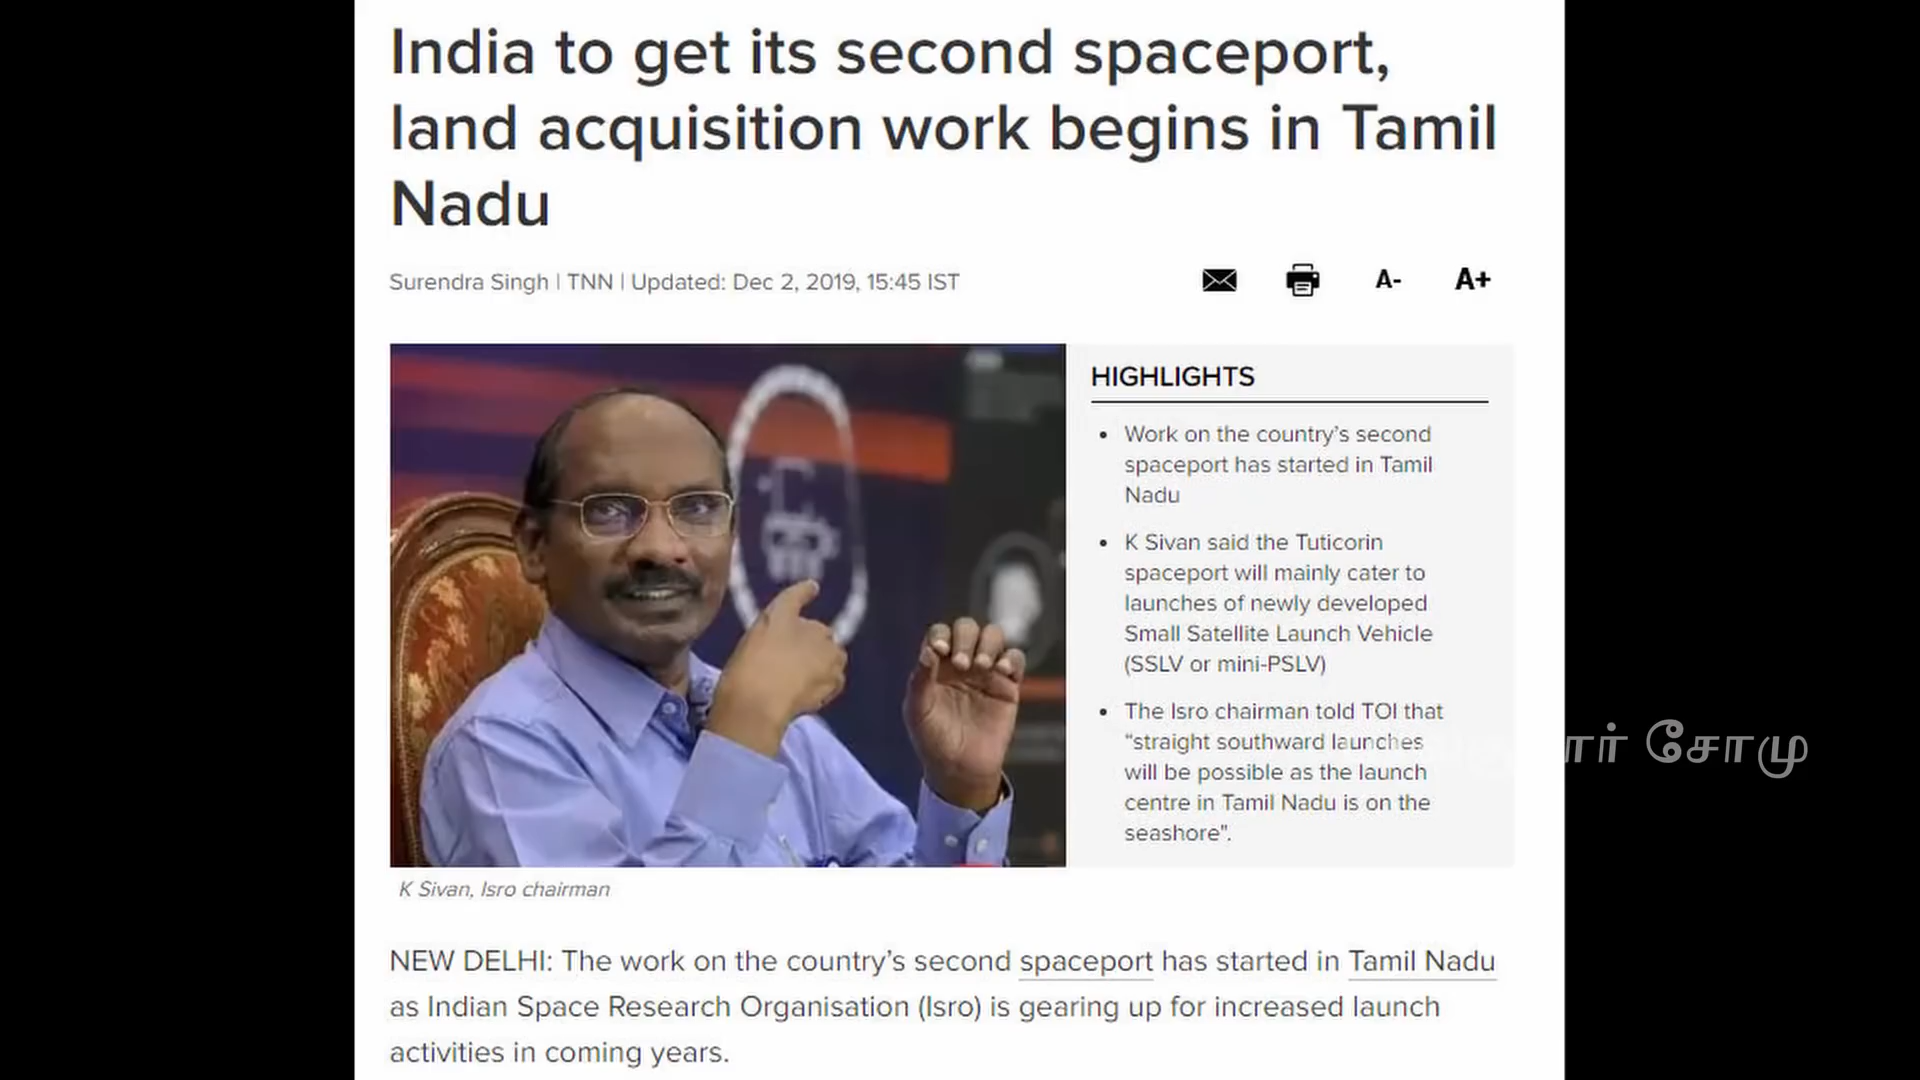 India to get its second spaceport,
land acquisition work begins in Tamil
Nadu
Surendra Singh | TNN | Updated: Dec 2, 2019, 15:45 IST
A- A+
HIGHLIGHTS
• Work on the country’s second
spaceport has started in Tamil
Nadu
• K Sivan said the Tuticorin
spaceport will mainly cater to
launches of newly developed
Small Satellite Launch Vehicle
(SSLV or mini-PSLV)
• The Isro chairman told TOI that
“straight southward launches
will be possible as the launch
centre in Tamil Nadu is on the
seashore".
சோமு
K Sivan, Isro chairman
NEW DELHI: The work on the country’s second spaceport has started in Tamil Nadu
as Indian Space Research Organisation (Isro) is gearing up for increased launch
activities in coming years.